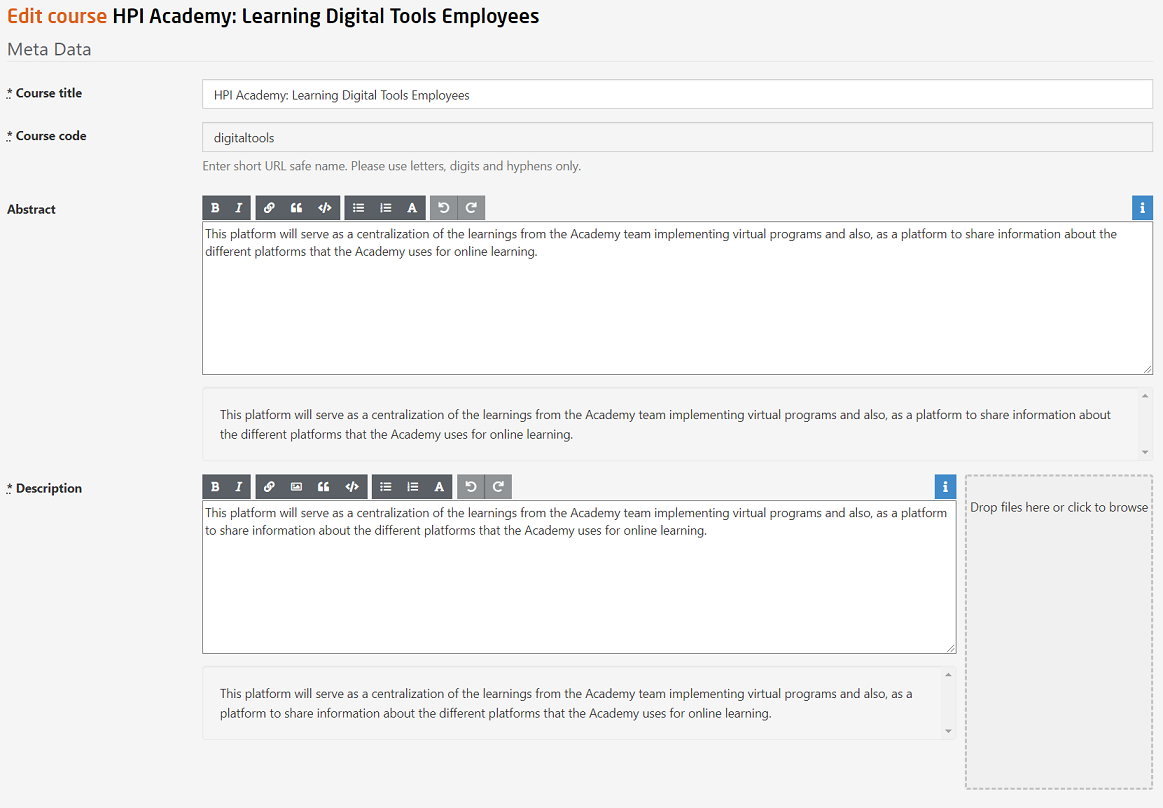 Edit course HPI Academy: Learning Digital Tools Employees
Meta Data
* Course title
HPI Academy: Learning Digital Tools Employees
* Course code
digitaltools
Enter short URL safe name. Please use letters, digits and hyphens only.
Abstract
B I </> A i
This platform will serve as a centralization of the learnings from the Academy team implementing virtual programs and also, as a platform to share information about the
different platforms that the Academy uses for online learning.
This platform will serve as a centralization of the learnings from the Academy team implementing virtual programs and also, as a platform to share information about
the different platforms that the Academy uses for online learning.
* Description
B I </> A i
This platform will serve as a centralization of the learnings from the Academy team implementing virtual programs and also, as a platform
to share information about the different platforms that the Academy uses for online learning.
Drop files here or click to browse
This platform will serve as a centralization of the learnings from the Academy team implementing virtual programs and also, as a
platform to share information about the different platforms that the Academy uses for online learning.